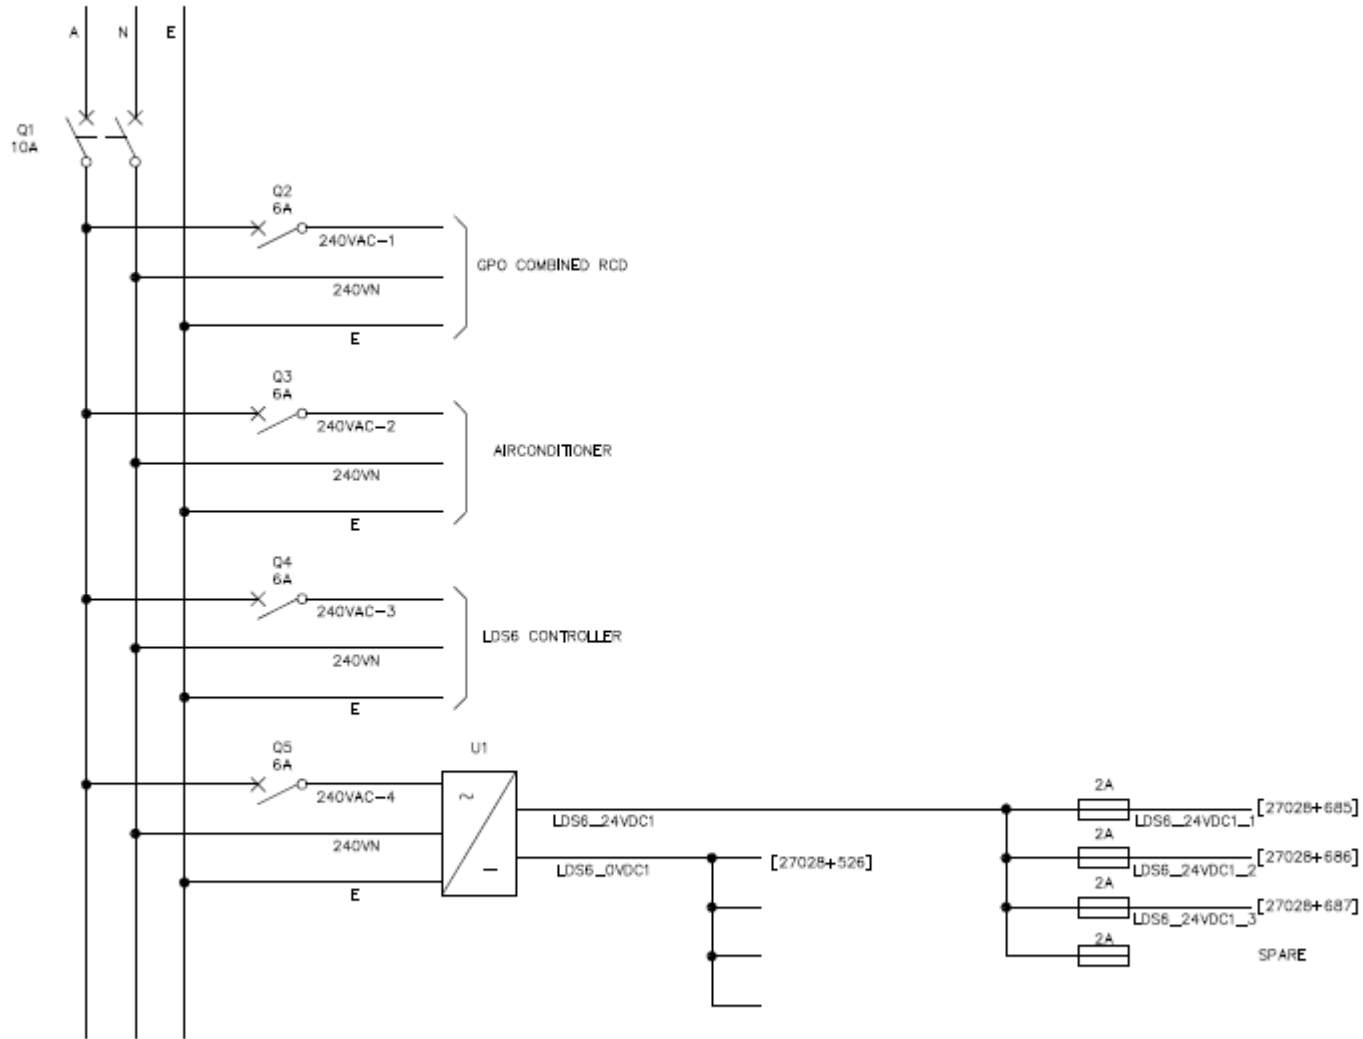 A N E
Q1
10A
Q2
6A
240VAC-1
GPO COMBINED RCD
240VN
E
Q3
6A
240VAC-2
AIRCONDITIONER
240VN
E
Q4
6A
240VAC-3
LDS6 CONTROLLER
240VN
E
Q5
6A
240VAC-4
240VN
E
U1
~
–
LDS6_24VDC1
LDS6_0VDC1
[27028+526]
2A
LDS6_24VDC1_1
[27028+685]
2A
LDS6_24VDC1_2
[27028+686]
2A
LDS6_24VDC1_3
[27028+687]
2A
SPARE